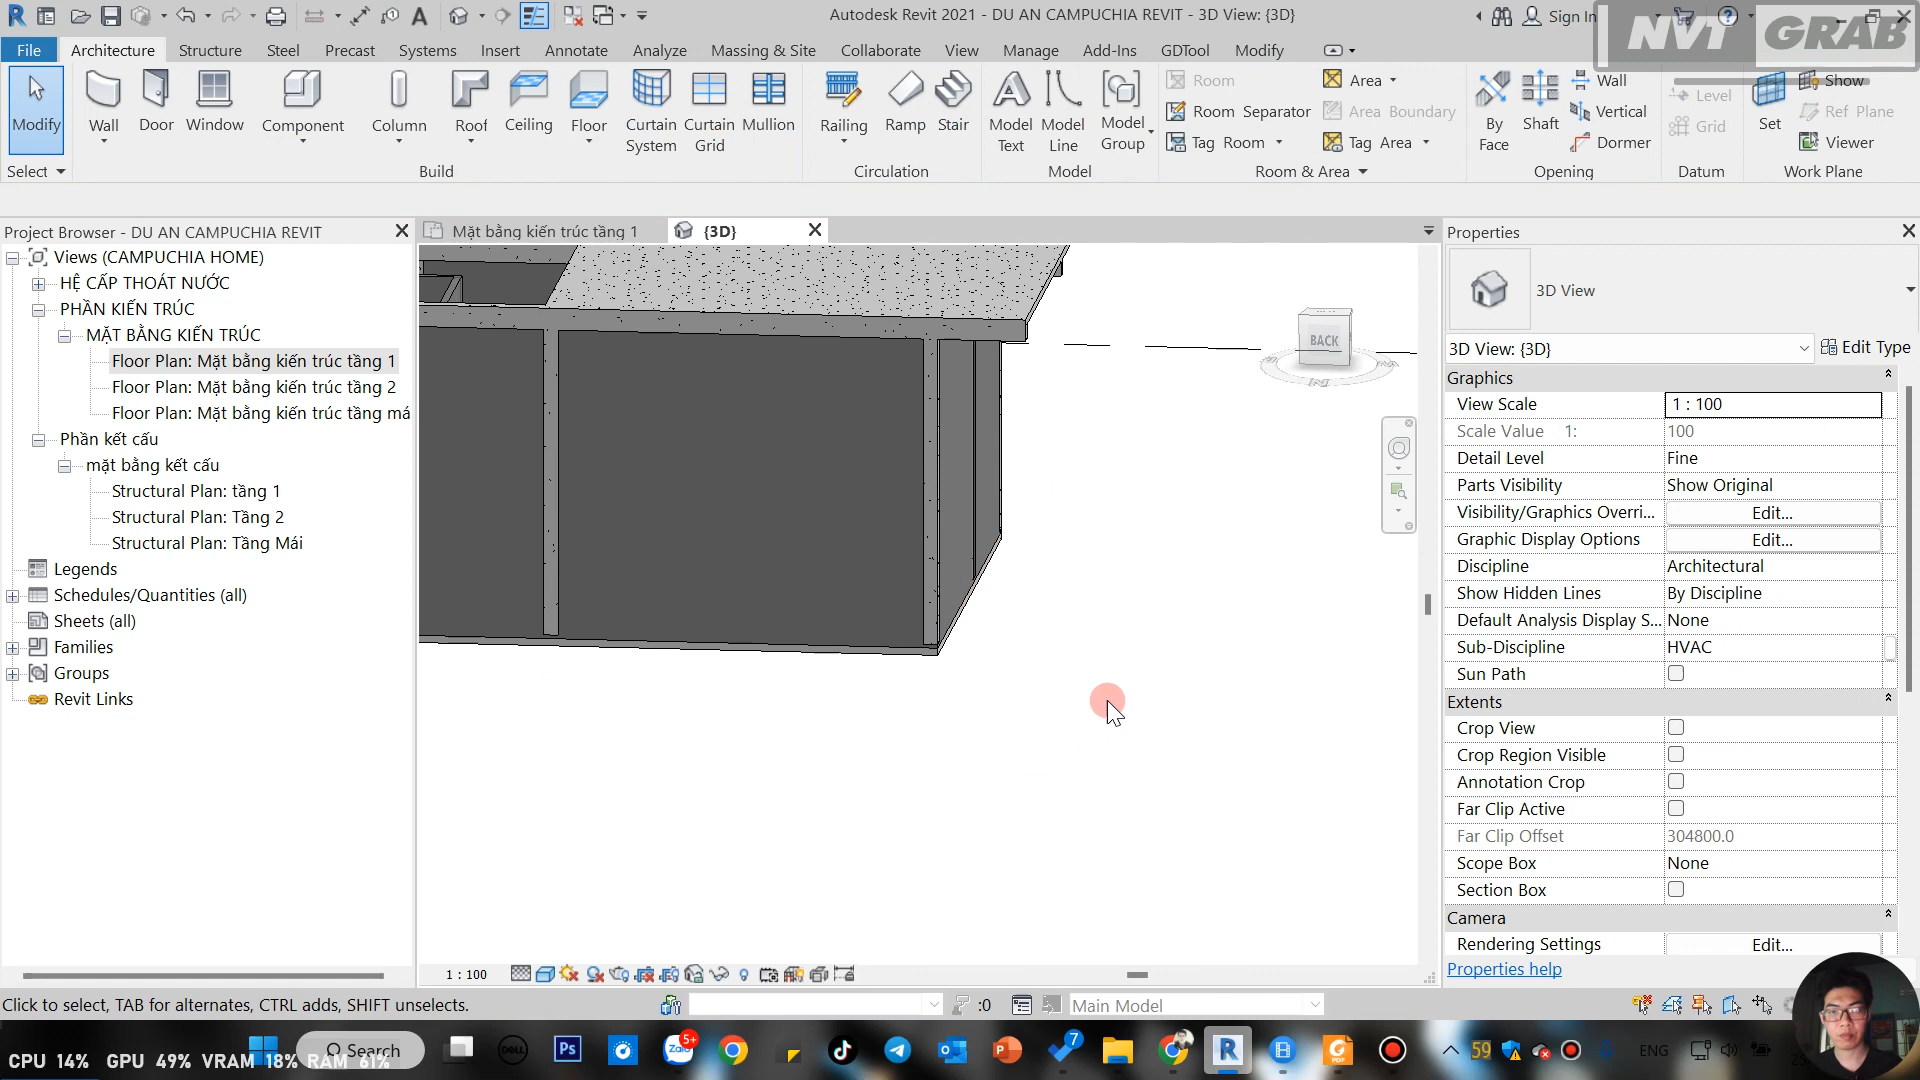 Autodesk Revit 2021 - DU AN CAMPUCHIA REVIT - 3D View: {3D}
Sign In
NVT GRAB
File Architecture Structure Steel Precast Systems Insert Annotate Analyze Massing & Site Collaborate View Manage Add-Ins GDTool Modify
Modify Wall Door Window Component Column Roof Ceiling Floor Curtain System Curtain Grid Mullion Railing Ramp Stair Model Text Model Line Model Group
Room Area
Room Separator Area Boundary
Tag Room Tag Area
By Face Shaft Wall Vertical Dormer
Level Grid
Set Show Ref Plane Viewer
Select Build Circulation Model Room & Area Opening Datum Work Plane
Project Browser - DU AN CAMPUCHIA REVIT
Views (CAMPUCHIA HOME)
HỆ CẤP THOÁT NƯỚC
PHẦN KIẾN TRÚC
MẶT BẰNG KIẾN TRÚC
Floor Plan: Mặt bằng kiến trúc tầng 1
Floor Plan: Mặt bằng kiến trúc tầng 2
Floor Plan: Mặt bằng kiến trúc tầng má
Phần kết cấu
mặt bằng kết cấu
Structural Plan: tầng 1
Structural Plan: Tầng 2
Structural Plan: Tầng Mái
Legends
Schedules/Quantities (all)
Sheets (all)
Families
Groups
Revit Links
Mặt bằng kiến trúc tầng 1
{3D}
BACK
N
Properties
3D View
3D View: {3D}
Edit Type
Graphics
View Scale 1 : 100
Scale Value 1: 100
Detail Level Fine
Parts Visibility Show Original
Visibility/Graphics Overri... Edit...
Graphic Display Options Edit...
Discipline Architectural
Show Hidden Lines By Discipline
Default Analysis Display S... None
Sub-Discipline HVAC
Sun Path
Extents
Crop View
Crop Region Visible
Annotation Crop
Far Clip Active
Far Clip Offset 304800.0
Scope Box None
Section Box
Camera
Rendering Settings Edit...
Properties help
1 : 100
Click to select, TAB for alternates, CTRL adds, SHIFT unselects.
:0
Main Model
CPU 14% GPU 49% VRAM 18% RAM 61%
Search
DELL
Ps
Zalo
5+
7
R
PDF
59
ENG